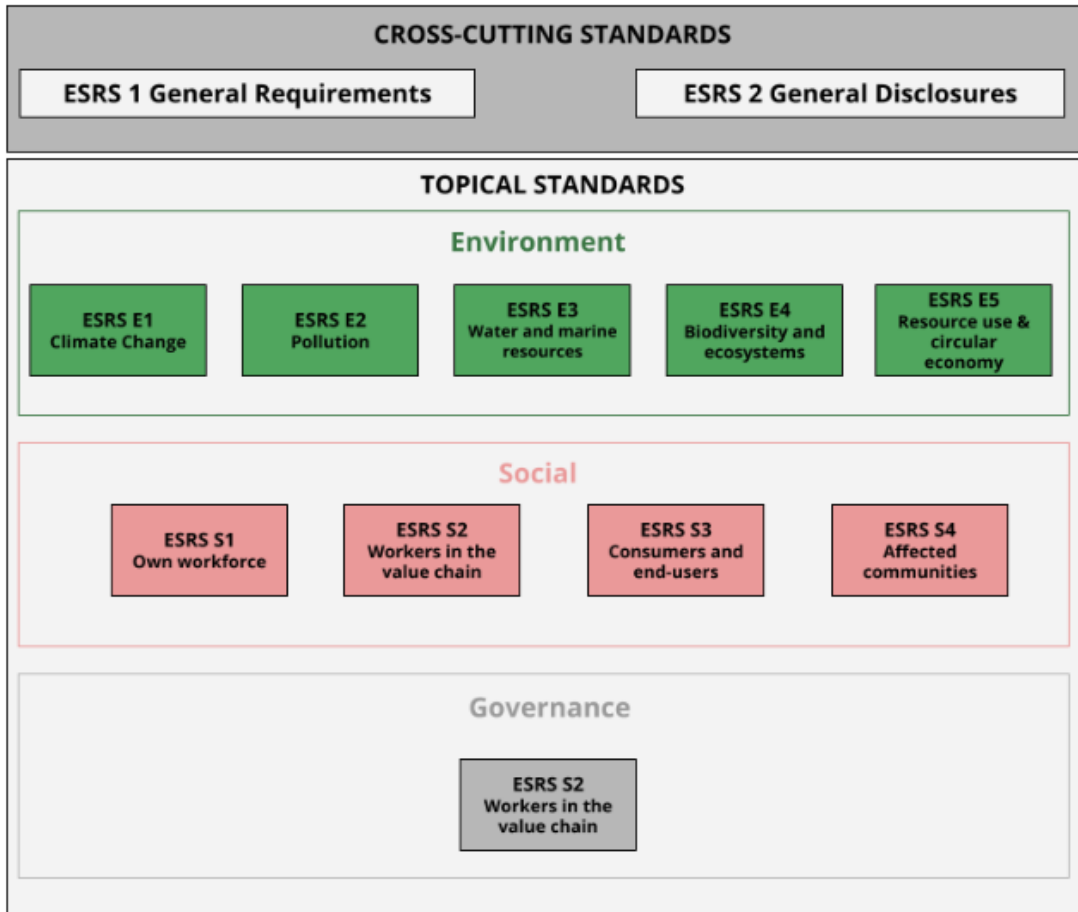 CROSS-CUTTING STANDARDS
ESRS 1 General Requirements
ESRS 2 General Disclosures
TOPICAL STANDARDS
Environment
ESRS E1
Climate Change
ESRS E2
Pollution
ESRS E3
Water and marine
resources
ESRS E4
Biodiversity and
ecosystems
ESRS E5
Resource use &
circular
economy
Social
ESRS S1
Own workforce
ESRS S2
Workers in the
value chain
ESRS S3
Consumers and
end-users
ESRS S4
Affected
communities
Governance
ESRS S2
Workers in the
value chain